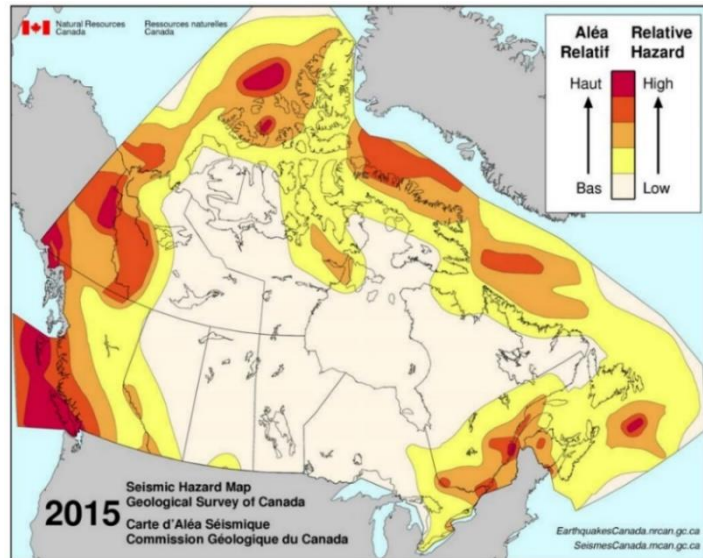 Natural Resources Canada
Ressources naturelles Canada
Aléa Relatif
Relative Hazard
Haut
High
Bas
Low
2015
Seismic Hazard Map
Geological Survey of Canada
Carte d'Aléa Séismique
Commission Géologique du Canada
EarthquakesCanada.nrcan.gc.ca
SeismesCanada.rncan.gc.ca